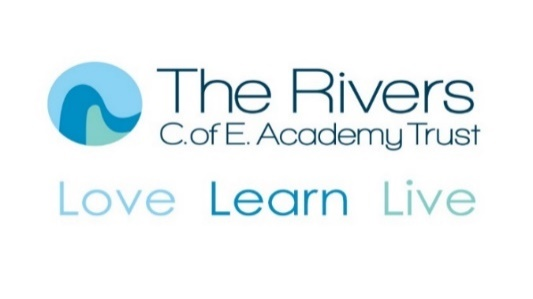 The Rivers
C. of E. Academy Trust
Love Learn Live